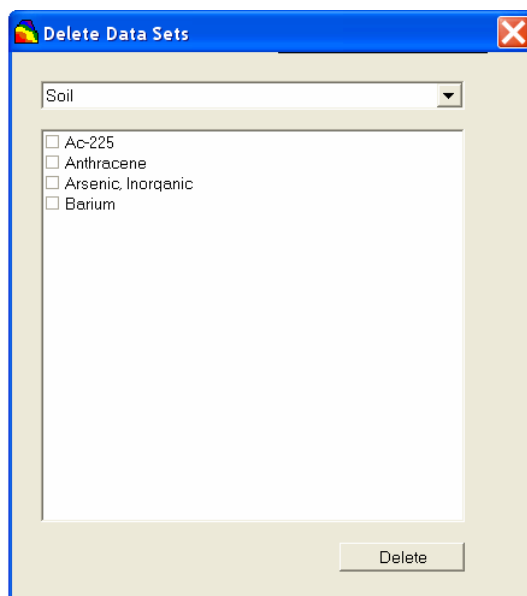 Delete Data Sets
Soil
Ac-225
Anthracene
Arsenic, Inorganic
Barium
Delete